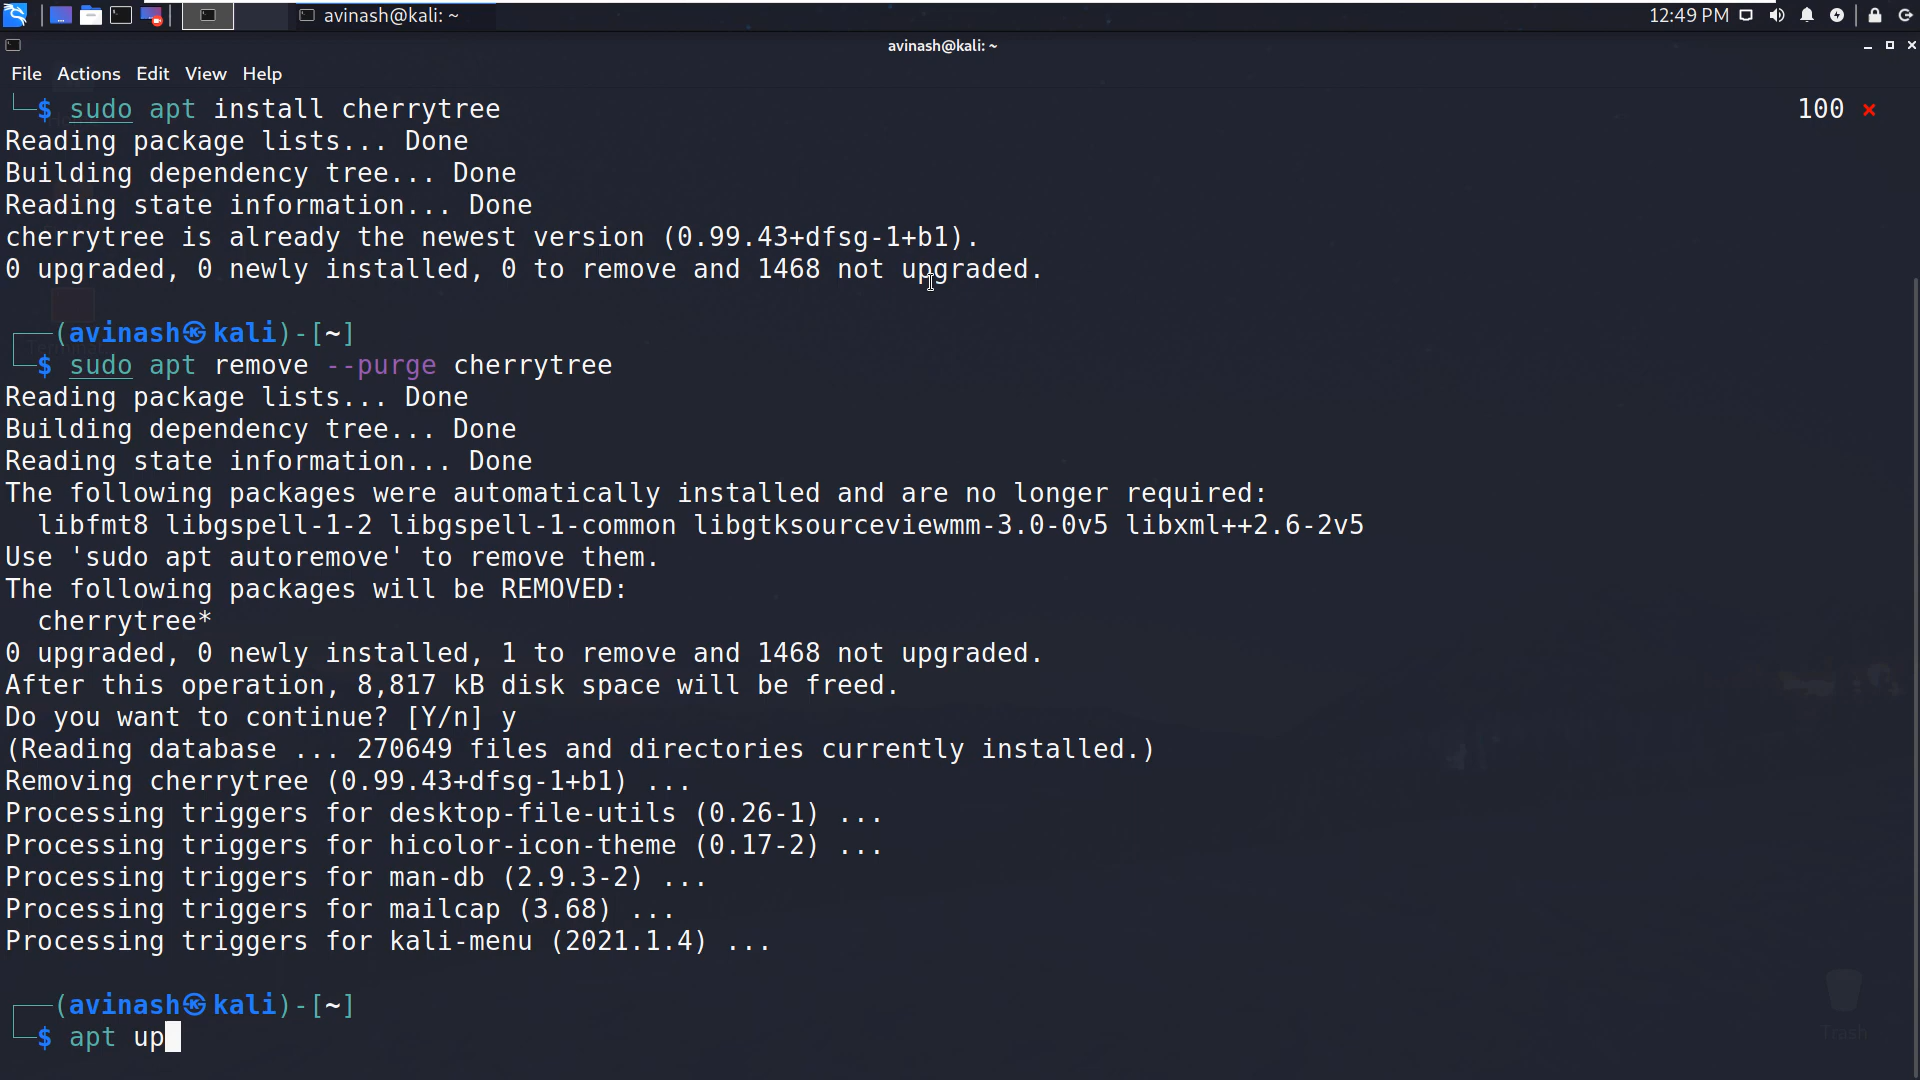 avinash@kali: ~
12:49 PM
avinash@kali: ~
File Actions Edit View Help
$ sudo apt install cherrytree 100 ×
Reading package lists... Done
Building dependency tree... Done
Reading state information... Done
cherrytree is already the newest version (0.99.43+dfsg-1+b1).
0 upgraded, 0 newly installed, 0 to remove and 1468 not upgraded.
(avinash㉿kali)-[~]
$ sudo apt remove --purge cherrytree
Reading package lists... Done
Building dependency tree... Done
Reading state information... Done
The following packages were automatically installed and are no longer required:
libfmt8 libgspell-1-2 libgspell-1-common libgtksourceviewmm-3.0-0v5 libxml++2.6-2v5
Use 'sudo apt autoremove' to remove them.
The following packages will be REMOVED:
cherrytree*
0 upgraded, 0 newly installed, 1 to remove and 1468 not upgraded.
After this operation, 8,817 kB disk space will be freed.
Do you want to continue? [Y/n] y
(Reading database ... 270649 files and directories currently installed.)
Removing cherrytree (0.99.43+dfsg-1+b1) ...
Processing triggers for desktop-file-utils (0.26-1) ...
Processing triggers for hicolor-icon-theme (0.17-2) ...
Processing triggers for man-db (2.9.3-2) ...
Processing triggers for mailcap (3.68) ...
Processing triggers for kali-menu (2021.1.4) ...
(avinash㉿kali)-[~]
$ apt up
Trash